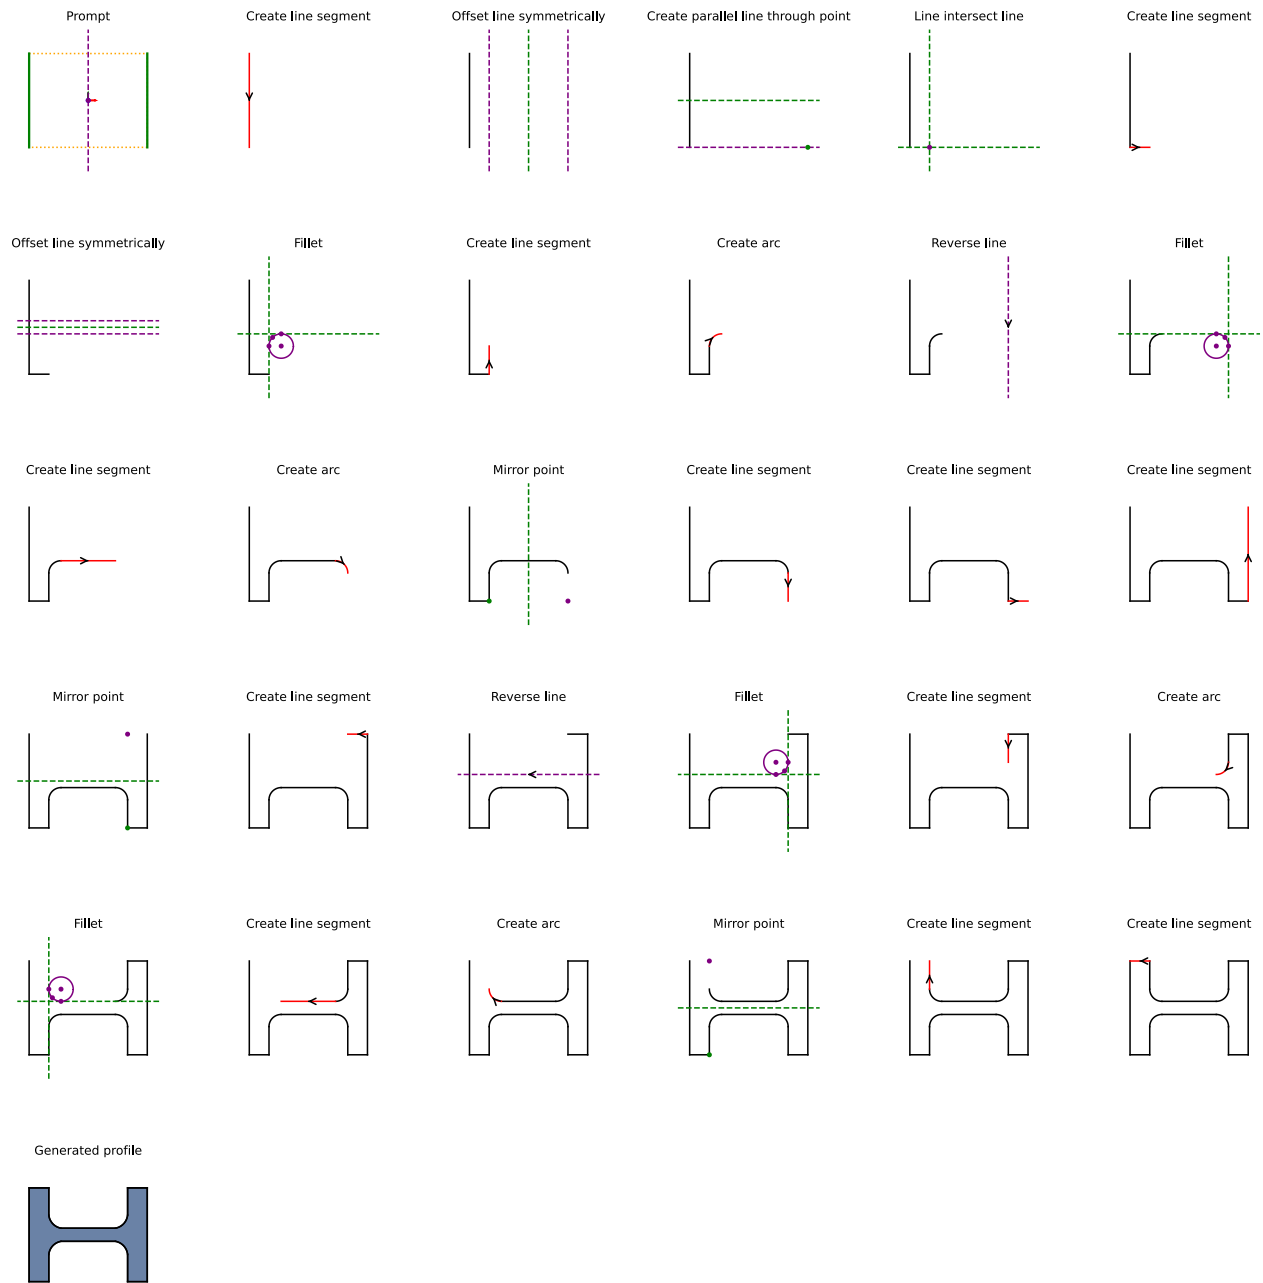 Prompt
Create line segment
Offset line symmetrically
Create parallel line through point
Line intersect line
Create line segment
Offset line symmetrically
Fillet
Create line segment
Create arc
Reverse line
Fillet
Create line segment
Create arc
Mirror point
Create line segment
Create line segment
Create line segment
Mirror point
Create line segment
Reverse line
Fillet
Create line segment
Create arc
Fillet
Create line segment
Create arc
Mirror point
Create line segment
Create line segment
Generated profile